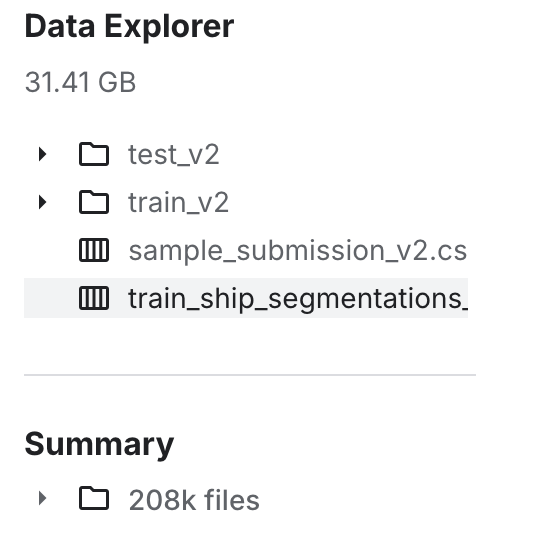 Data Explorer
31.41 GB
test_v2
train_v2
sample_submission_v2.cs
train_ship_segmentations_
Summary
208k files